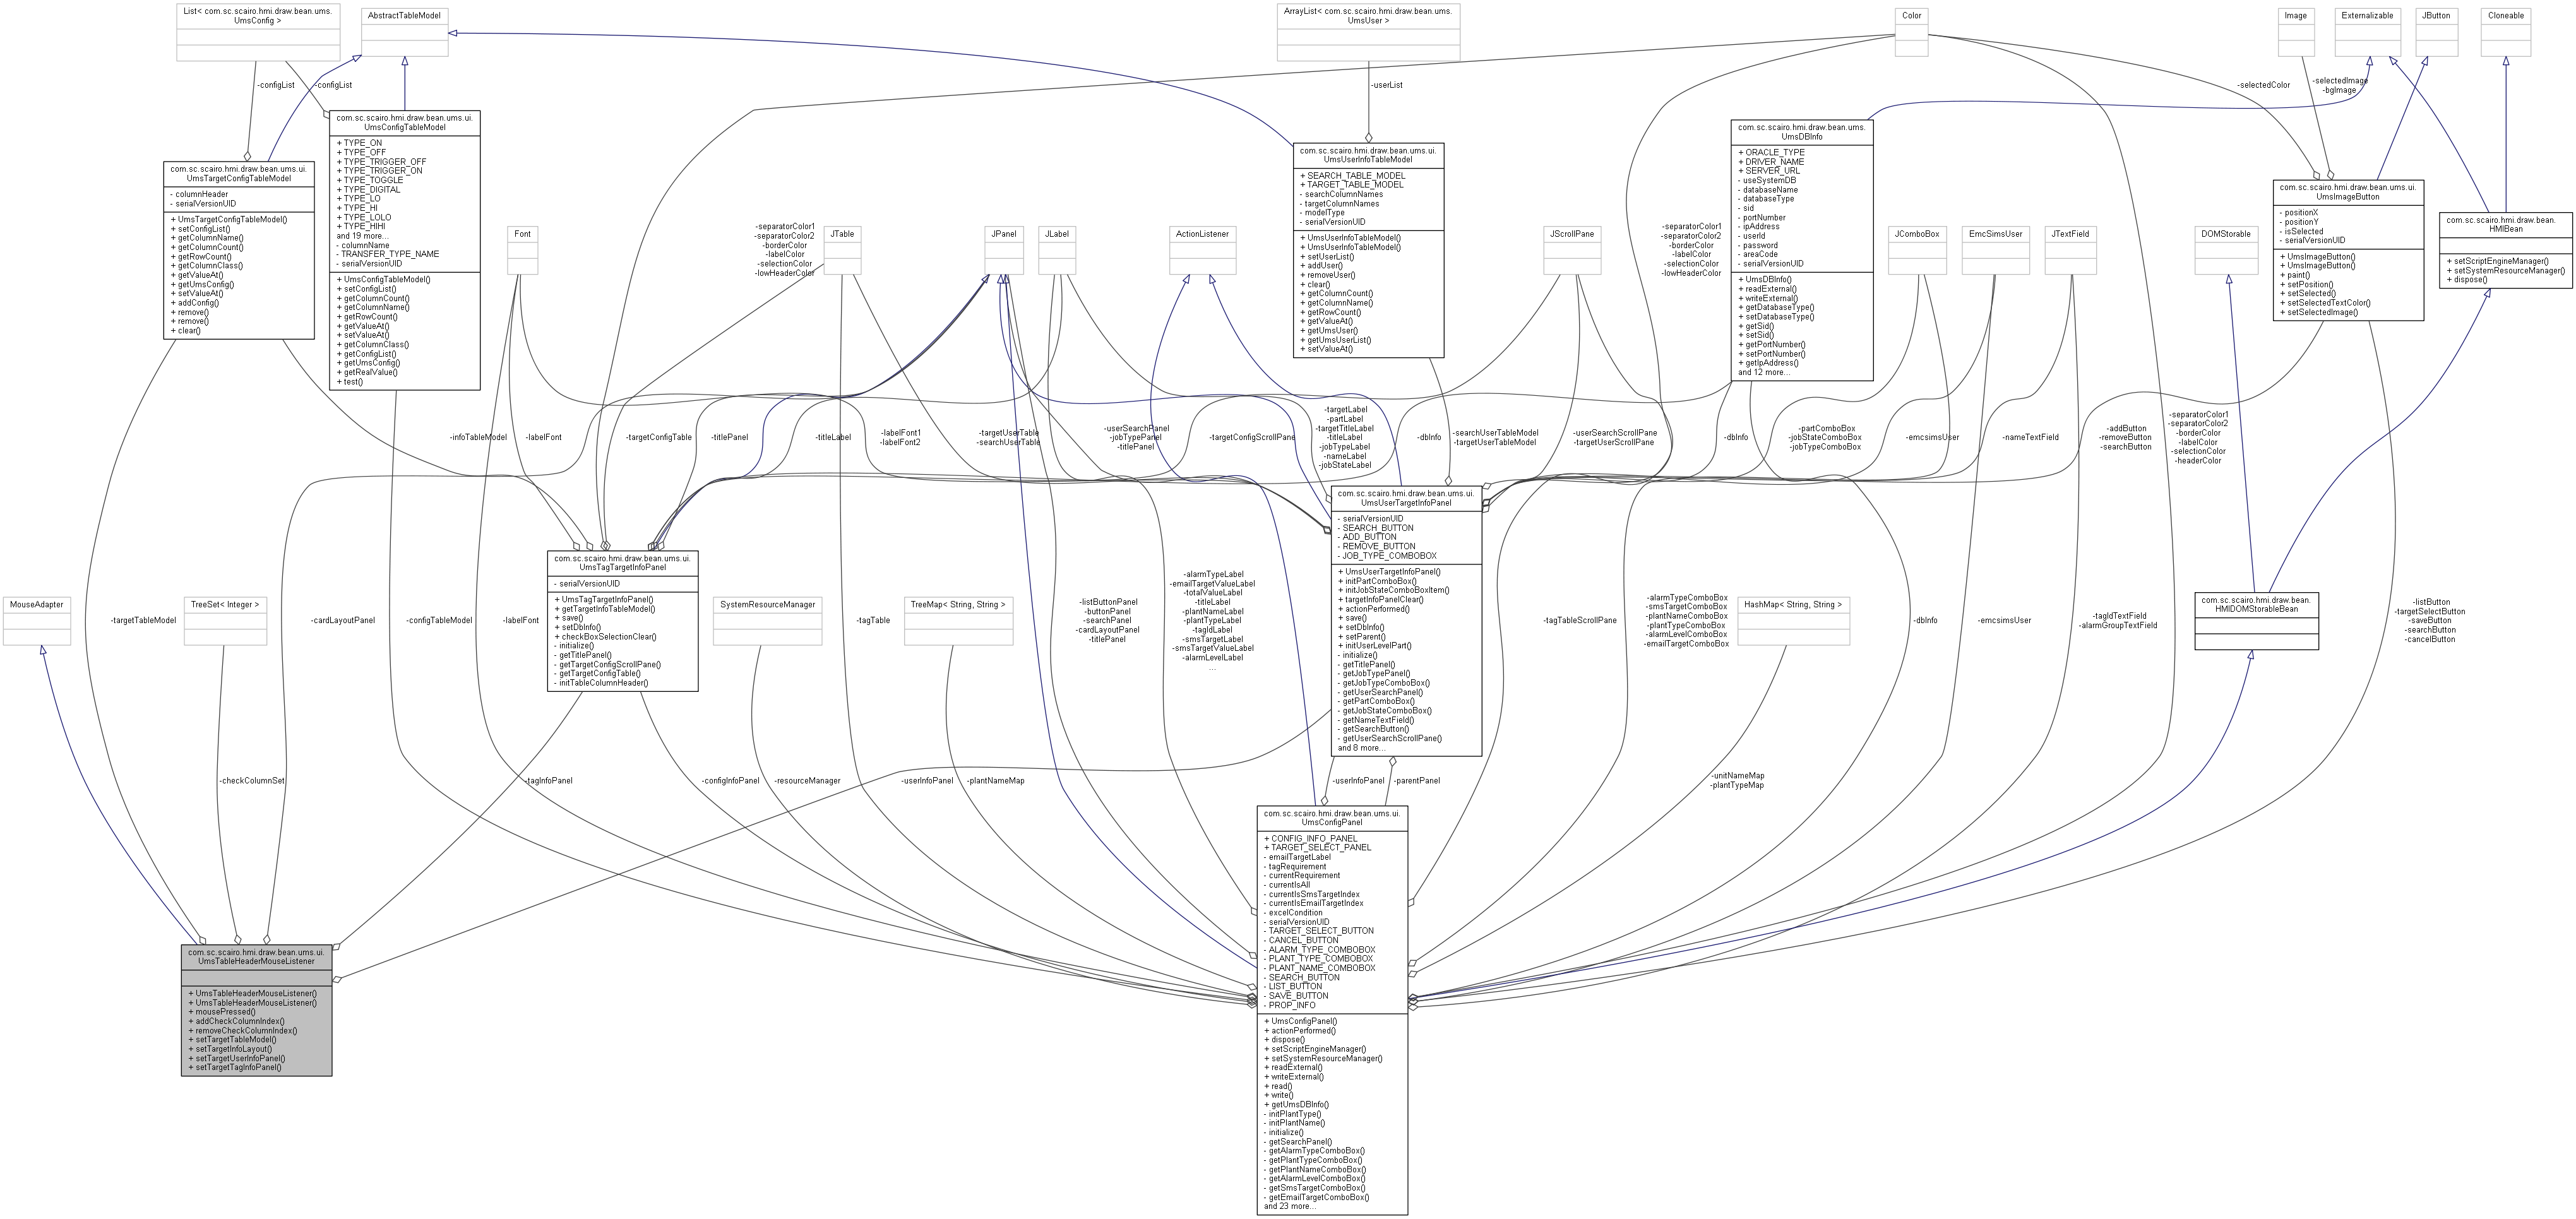 List< com.sc.scairo.hmi.draw.bean.ums.
UmsConfig >
AbstractTableModel
ArrayList< com.sc.scairo.hmi.draw.bean.ums.
UmsUser >
Color
Image
Externalizable
JButton
Cloneable
-configList
-configList
-userList
-selectedColor
-selectedImage
-bgImage
com.sc.scairo.hmi.draw.bean.ums.ui.
UmsConfigTableModel
+ TYPE_ON
+ TYPE_OFF
+ TYPE_TRIGGER_OFF
+ TYPE_TRIGGER_ON
+ TYPE_TOGGLE
+ TYPE_DIGITAL
+ TYPE_LO
+ TYPE_HI
+ TYPE_LOLO
+ TYPE_HIHI
and 19 more...
- columnName
- TRANSFER_TYPE_NAME
- serialVersionUID
+ UmsConfigTableModel()
+ setConfigList()
+ getColumnCount()
+ getColumnName()
+ getRowCount()
+ getValueAt()
+ setValueAt()
+ getColumnClass()
+ getConfigList()
+ getUmsConfig()
+ getRealValue()
+ test()
com.sc.scairo.hmi.draw.bean.ums.ui.
UmsTargetConfigTableModel
- columnHeader
- serialVersionUID
+ UmsTargetConfigTableModel()
+ setConfigList()
+ getColumnName()
+ getColumnCount()
+ getRowCount()
+ getColumnClass()
+ getValueAt()
+ getUmsConfig()
+ setValueAt()
+ addConfig()
+ remove()
+ remove()
+ clear()
com.sc.scairo.hmi.draw.bean.ums.ui.
UmsUserInfoTableModel
+ SEARCH_TABLE_MODEL
+ TARGET_TABLE_MODEL
- searchColumnNames
- targetColumnNames
- modelType
- serialVersionUID
+ UmsUserInfoTableModel()
+ UmsUserInfoTableModel()
+ setUserList()
+ addUser()
+ removeUser()
+ clear()
+ getColumnCount()
+ getColumnName()
+ getRowCount()
+ getValueAt()
+ getUmsUser()
+ getUmsUserList()
+ setValueAt()
com.sc.scairo.hmi.draw.bean.ums.
UmsDBInfo
+ ORACLE_TYPE
+ DRIVER_NAME
+ SERVER_URL
- useSystemDB
- databaseName
- databaseType
- sid
- portNumber
- ipAddress
- userId
- password
- areaCode
- serialVersionUID
+ UmsDBInfo()
+ readExternal()
+ writeExternal()
+ getDatabaseType()
+ setDatabaseType()
+ getSid()
+ setSid()
+ getPortNumber()
+ setPortNumber()
+ getIpAddress()
and 12 more...
com.sc.scairo.hmi.draw.bean.ums.ui.
UmsImageButton
- positionX
- positionY
- isSelected
- serialVersionUID
+ UmsImageButton()
+ UmsImageButton()
+ paint()
+ setPosition()
+ setSelected()
+ setSelectedTextColor()
+ setSelectedImage()
com.sc.scairo.hmi.draw.bean.
HMIBean
+ setScriptEngineManager()
+ setSystemResourceManager()
+ dispose()
Font
-separatorColor1
-separatorColor2
-borderColor
-labelColor
-selectionColor
-lowHeaderColor
JTable
JPanel
JLabel
ActionListener
JScrollPane
-separatorColor1
-separatorColor2
-borderColor
-labelColor
-selectionColor
-lowHeaderColor
JComboBox
EmcSimsUser
JTextField
DOMStorable
-infoTableModel
-labelFont
-targetConfigTable
-titlePanel
-titleLabel
-labelFont1
-labelFont2
-targetUserTable
-searchUserTable
-userSearchPanel
-jobTypePanel
-titlePanel
-targetConfigScrollPane
-targetLabel
-partLabel
-targetTitleLabel
-titleLabel
-jobTypeLabel
-nameLabel
-jobStateLabel
-dbInfo
-searchUserTableModel
-targetUserTableModel
-userSearchScrollPane
-targetUserScrollPane
-dbInfo
-partComboBox
-jobStateComboBox
-jobTypeComboBox
-emcsimsUser
-nameTextField
-addButton
-removeButton
-searchButton
-separatorColor1
-separatorColor2
-borderColor
-labelColor
-selectionColor
-headerColor
com.sc.scairo.hmi.draw.bean.ums.ui.
UmsUserTargetInfoPanel
- serialVersionUID
- SEARCH_BUTTON
- ADD_BUTTON
- REMOVE_BUTTON
- JOB_TYPE_COMBOBOX
+ UmsUserTargetInfoPanel()
+ initPartComboBox()
+ initJobStateComboBoxItem()
+ targetInfoPanelClear()
+ actionPerformed()
+ save()
+ setDbInfo()
+ setParent()
+ initUserLevelPart()
- initialize()
- getTitlePanel()
- getJobTypePanel()
- getJobTypeComboBox()
- getUserSearchPanel()
- getPartComboBox()
- getJobStateComboBox()
- getNameTextField()
- getSearchButton()
- getUserSearchScrollPane()
and 8 more...
com.sc.scairo.hmi.draw.bean.ums.ui.
UmsTagTargetInfoPanel
- serialVersionUID
+ UmsTagTargetInfoPanel()
+ getTargetInfoTableModel()
+ save()
+ setDbInfo()
+ checkBoxSelectionClear()
- initialize()
- getTitlePanel()
- getTargetConfigScrollPane()
- getTargetConfigTable()
- initTableColumnHeader()
MouseAdapter
TreeSet< Integer >
SystemResourceManager
TreeMap< String, String >
HashMap< String, String >
com.sc.scairo.hmi.draw.bean.
HMIDOMStorableBean
-targetTableModel
-cardLayoutPanel
-configTableModel
-labelFont
-tagTable
-listButtonPanel
-buttonPanel
-searchPanel
-cardLayoutPanel
-titlePanel
-alarmTypeLabel
-emailTargetValueLabel
-totalValueLabel
-titleLabel
-plantNameLabel
-plantTypeLabel
-tagIdLabel
-smsTargetLabel
-smsTargetValueLabel
-alarmLevelLabel
...
-tagTableScrollPane
-alarmTypeComboBox
-smsTargetComboBox
-plantNameComboBox
-plantTypeComboBox
-alarmLevelComboBox
-emailTargetComboBox
-dbInfo
-emcsimsUser
-tagIdTextField
-alarmGroupTextField
-listButton
-targetSelectButton
-saveButton
-searchButton
-cancelButton
-checkColumnSet
-tagInfoPanel
-configInfoPanel
-resourceManager
-userInfoPanel
-plantNameMap
-userInfoPanel
-parentPanel
-unitNameMap
-plantTypeMap
com.sc.scairo.hmi.draw.bean.ums.ui.
UmsConfigPanel
+ CONFIG_INFO_PANEL
+ TARGET_SELECT_PANEL
- emailTargetLabel
- tagRequirement
- currentRequirement
- currentIsAll
- currentIsSmsTargetIndex
- currentIsEmailTargetIndex
- excelCondition
- serialVersionUID
- TARGET_SELECT_BUTTON
- CANCEL_BUTTON
- ALARM_TYPE_COMBOBOX
- PLANT_TYPE_COMBOBOX
- PLANT_NAME_COMBOBOX
- SEARCH_BUTTON
- LIST_BUTTON
- SAVE_BUTTON
- PROP_INFO
+ UmsConfigPanel()
+ actionPerformed()
+ dispose()
+ setScriptEngineManager()
+ setSystemResourceManager()
+ readExternal()
+ writeExternal()
+ read()
+ write()
+ getUmsDBInfo()
- initPlantType()
- initPlantName()
- initialize()
- getSearchPanel()
- getAlarmTypeComboBox()
- getPlantTypeComboBox()
- getPlantNameComboBox()
- getAlarmLevelComboBox()
- getSmsTargetComboBox()
- getEmailTargetComboBox()
and 23 more...
com.sc.scairo.hmi.draw.bean.ums.ui.
UmsTableHeaderMouseListener
+ UmsTableHeaderMouseListener()
+ UmsTableHeaderMouseListener()
+ mousePressed()
+ addCheckColumnIndex()
+ removeCheckColumnIndex()
+ setTargetTableModel()
+ setTargetInfoLayout()
+ setTargetUserInfoPanel()
+ setTargetTagInfoPanel()